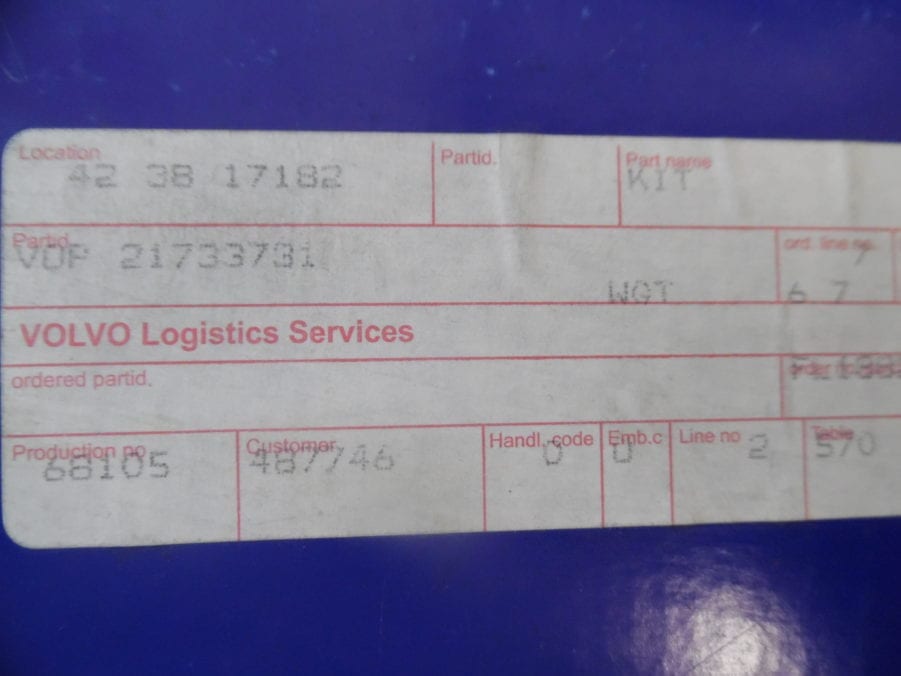 Location Partid. Part name
42 38 17182 KIT
Partid. ord. line no.
VOP 21733731 7
WGT 6 7
VOLVO Logistics Services
ordered partid.
Production no Customer Handl. code Emb.c Line no Table
68105 487746 0 0 2 570